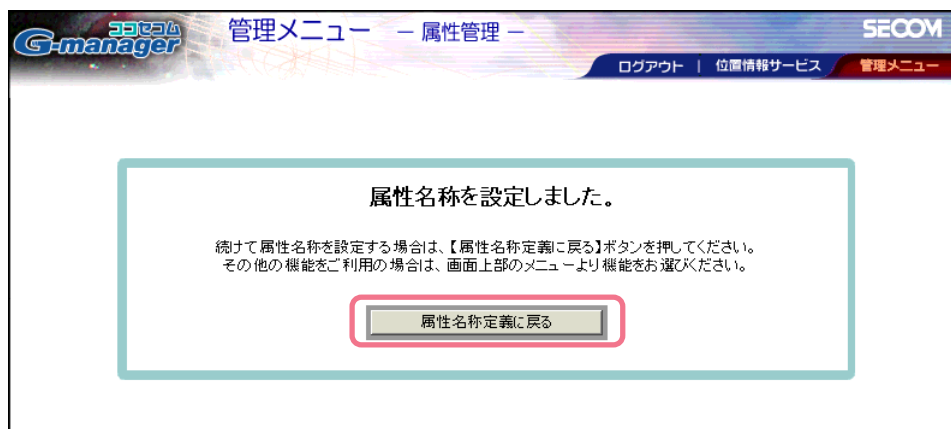 ココセコム
G-manager
管理メニュー － 属性管理 －
SECOM
ログアウト | 位置情報サービス
管理メニュー
属性名称を設定しました。
続けて属性名称を設定する場合は、【属性名称定義に戻る】ボタンを押してください。
その他の機能をご利用の場合は、画面上部のメニューより機能をお選びください。
属性名称定義に戻る